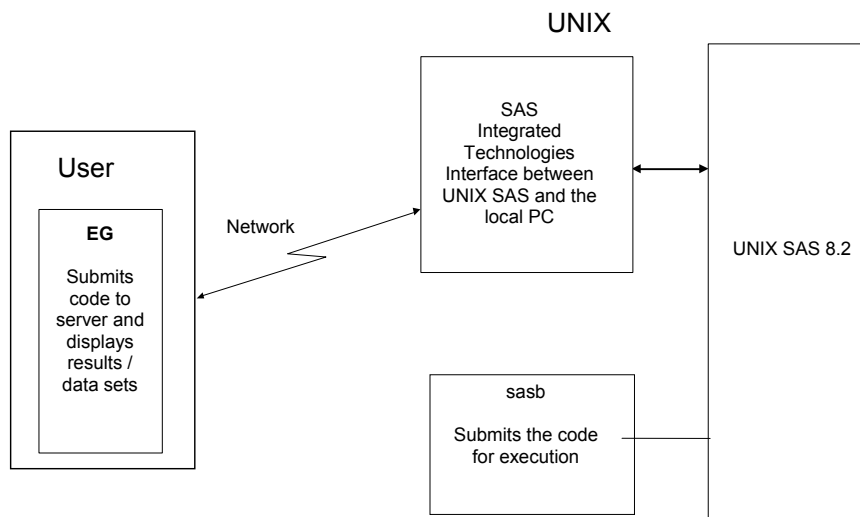 UNIX
User
EG
Submits
code to
server and
displays
results /
data sets
Network
SAS
Integrated
Technologies
Interface between
UNIX SAS and the
local PC
UNIX SAS 8.2
sasb
Submits the code
for execution